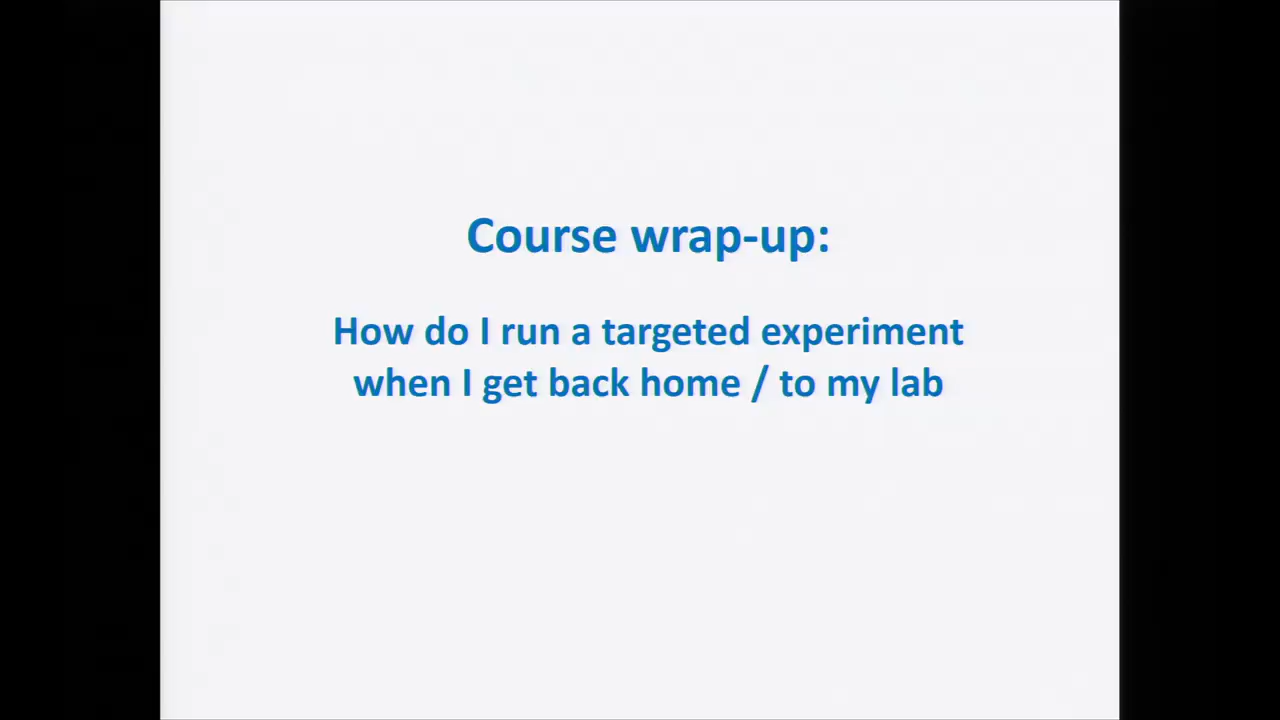 Course wrap-up:
How do I run a targeted experiment
when I get back home / to my lab